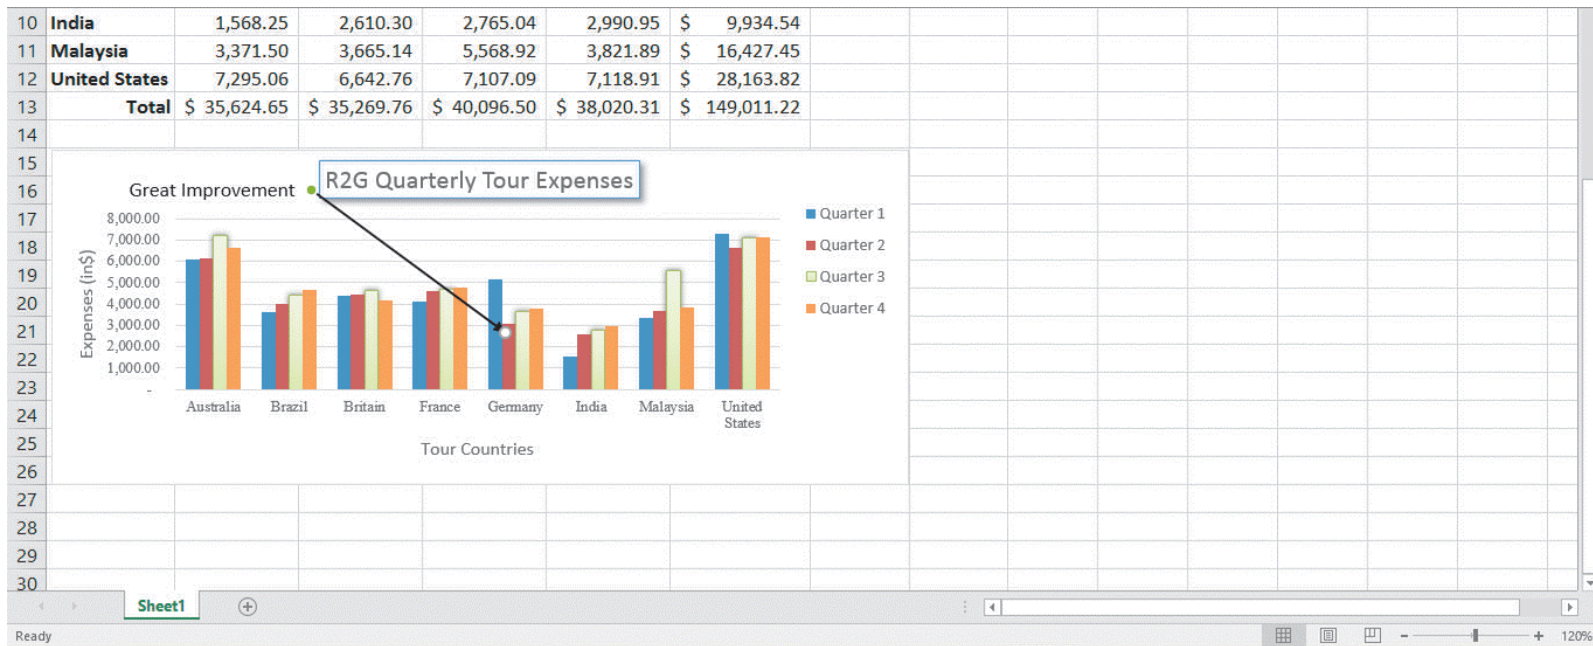 10 India 1,568.25 2,610.30 2,765.04 2,990.95 $ 9,934.54
11 Malaysia 3,371.50 3,665.14 5,568.92 3,821.89 $ 16,427.45
12 United States 7,295.06 6,642.76 7,107.09 7,118.91 $ 28,163.82
13 Total $ 35,624.65 $ 35,269.76 $ 40,096.50 $ 38,020.31 $ 149,011.22
14
15
16
17
18
19
20
21
22
23
24
25
26
27
28
29
30
R2G Quarterly Tour Expenses
Great Improvement
Expenses (in$)
8,000.00
7,000.00
6,000.00
5,000.00
4,000.00
3,000.00
2,000.00
1,000.00
-
Australia Brazil Britain France Germany India Malaysia United
States
Tour Countries
Quarter 1
Quarter 2
Quarter 3
Quarter 4
Sheet1
Ready 120%